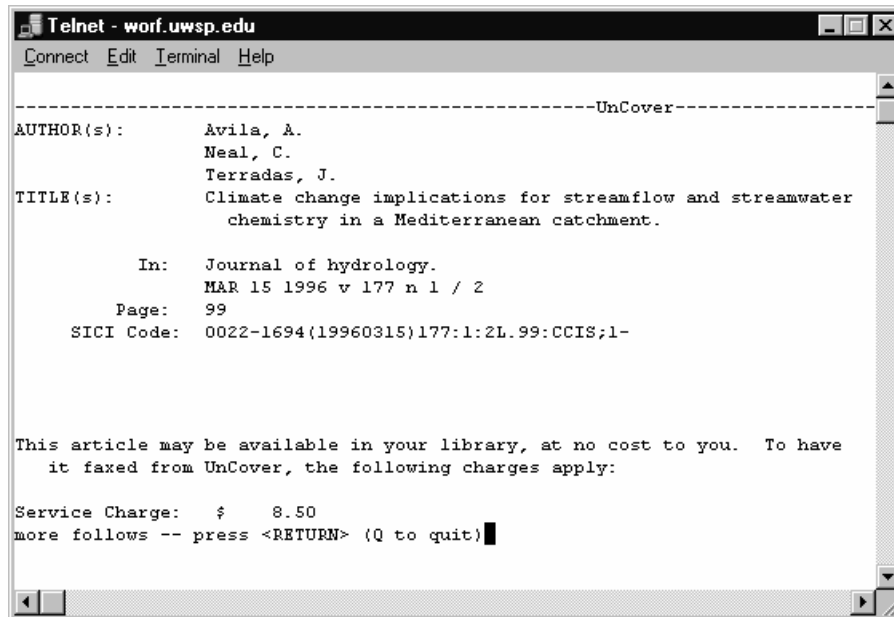 Telnet - worf.uwsp.edu
Connect Edit Terminal Help
----------------------------------------------------UnCover------------------
AUTHOR(s): Avila, A.
Neal, C.
Terradas, J.
TITLE(s): Climate change implications for streamflow and streamwater
chemistry in a Mediterranean catchment.
In: Journal of hydrology.
MAR 15 1996 v 177 n 1 / 2
Page: 99
SICI Code: 0022-1694(19960315)177:1:2L.99:CCIS;1-
This article may be available in your library, at no cost to you. To have
it faxed from UnCover, the following charges apply:
Service Charge: $ 8.50
more follows -- press <RETURN> (Q to quit)